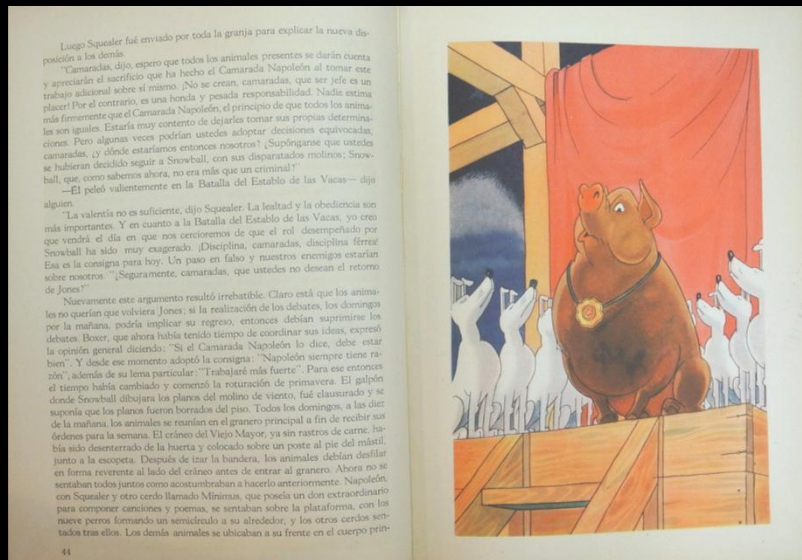 Luego Squealer fué enviado por toda la granja para explicar la nueva dis-
posición a los demás.
"Camaradas, dijo, espero que todos los animales presentes se darán cuenta
y apreciarán el sacrificio que ha hecho el Camarada Napoleón al tomar este
trabajo adicional sobre sí mismo. ¡No se crean, camaradas, que ser jefe es un
placer! Por el contrario, es una honda y pesada responsabilidad. Nadie estima
más firmemente que el Camarada Napoleón, el principio de que todos los anima-
les son iguales. Estaría muy contento de dejarles tomar sus propias determina-
ciones. Pero algunas veces podrían ustedes adoptar decisiones equivocadas,
camaradas, ¿y dónde estaríamos entonces nosotros? ¡Supónganse que ustedes
se hubieran decidido seguir a Snowball, con sus disparatados molinos; Snow-
ball, que, como sabemos ahora, no era más que un criminal!"
—Él peleó valientemente en la Batalla del Establo de las Vacas— dijo
alguien.
"La valentía no es suficiente, dijo Squealer. La lealtad y la obediencia son
más importantes. Y en cuanto a la Batalla del Establo de las Vacas, yo creo
que vendrá el día en que nos cercioremos de que el rol desempeñado por
Snowball ha sido muy exagerado. ¡Disciplina, camaradas, disciplina férrea!
Esa es la consigna para hoy. Un paso en falso y nuestros enemigos estarían
sobre nosotros. "¡Seguramente, camaradas, que ustedes no desean el retorno
de Jones?"
Nuevamente este argumento resultó irrebatible. Claro está que los anima-
les no querían que volviera Jones; si la realización de los debates, los domingos
por la mañana, podría implicar su regreso, entonces debían suprimirse los
debates. Boxer, que ahora había tenido tiempo de coordinar sus ideas, expresó
la opinión general diciendo: "Si el Camarada Napoleón lo dice, debe estar
bien". Y desde ese momento adoptó la consigna: "Napoleón siempre tiene ra-
zón", además de su lema particular: "Trabajaré más fuerte". Para ese entonces
el tiempo había cambiado y comenzó la roturación de primavera. El galpón
donde Snowball dibujara los planos del molino de viento, fué clausurado y se
suponía que los planos fueron borrados del piso. Todos los domingos, a las diez
de la mañana, los animales se reunían en el granero principal a fin de recibir sus
órdenes para la semana. El cráneo del Viejo Mayor, ya sin rastros de carne, ha-
bía sido desenterrado de la huerta y colocado sobre un poste al pie del mástil,
junto a la escopeta. Después de izar la bandera, los animales debían desfilar
en forma reverente al lado del cráneo antes de entrar al granero. Ahora no se
sentaban todos juntos como acostumbraban a hacerlo anteriormente. Napoleón,
con Squealer y otro cerdo llamado Mínimus, que poseía un don extraordinario
para componer canciones y poemas, se sentaban sobre la plataforma, con los
nueve perros formando un semicírculo a su alrededor, y los otros cerdos sen-
tados tras ellos. Los demás animales se ubicaban a su frente en el cuerpo prin-
44